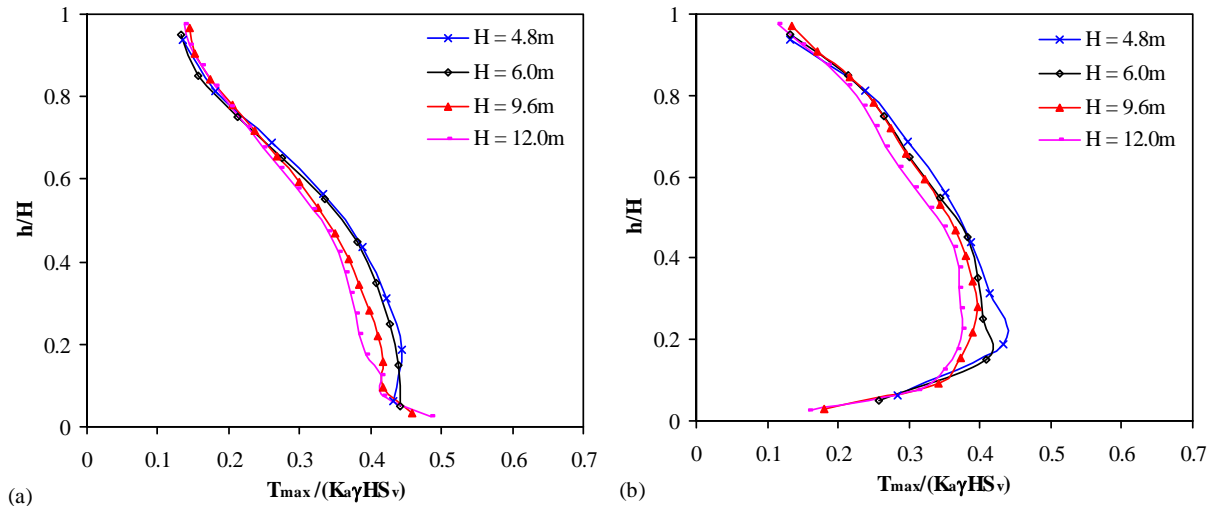 1
0.8
0.6
0.4
0.2
0
h/H
H = 4.8m
H = 6.0m
H = 9.6m
H = 12.0m
0 0.1 0.2 0.3 0.4 0.5 0.6 0.7
Tmax/(KaγHSv)
(a)
1
0.8
0.6
0.4
0.2
0
h/H
H = 4.8m
H = 6.0m
H = 9.6m
H = 12.0m
0 0.1 0.2 0.3 0.4 0.5 0.6 0.7
Tmax/(KaγHSv)
(b)